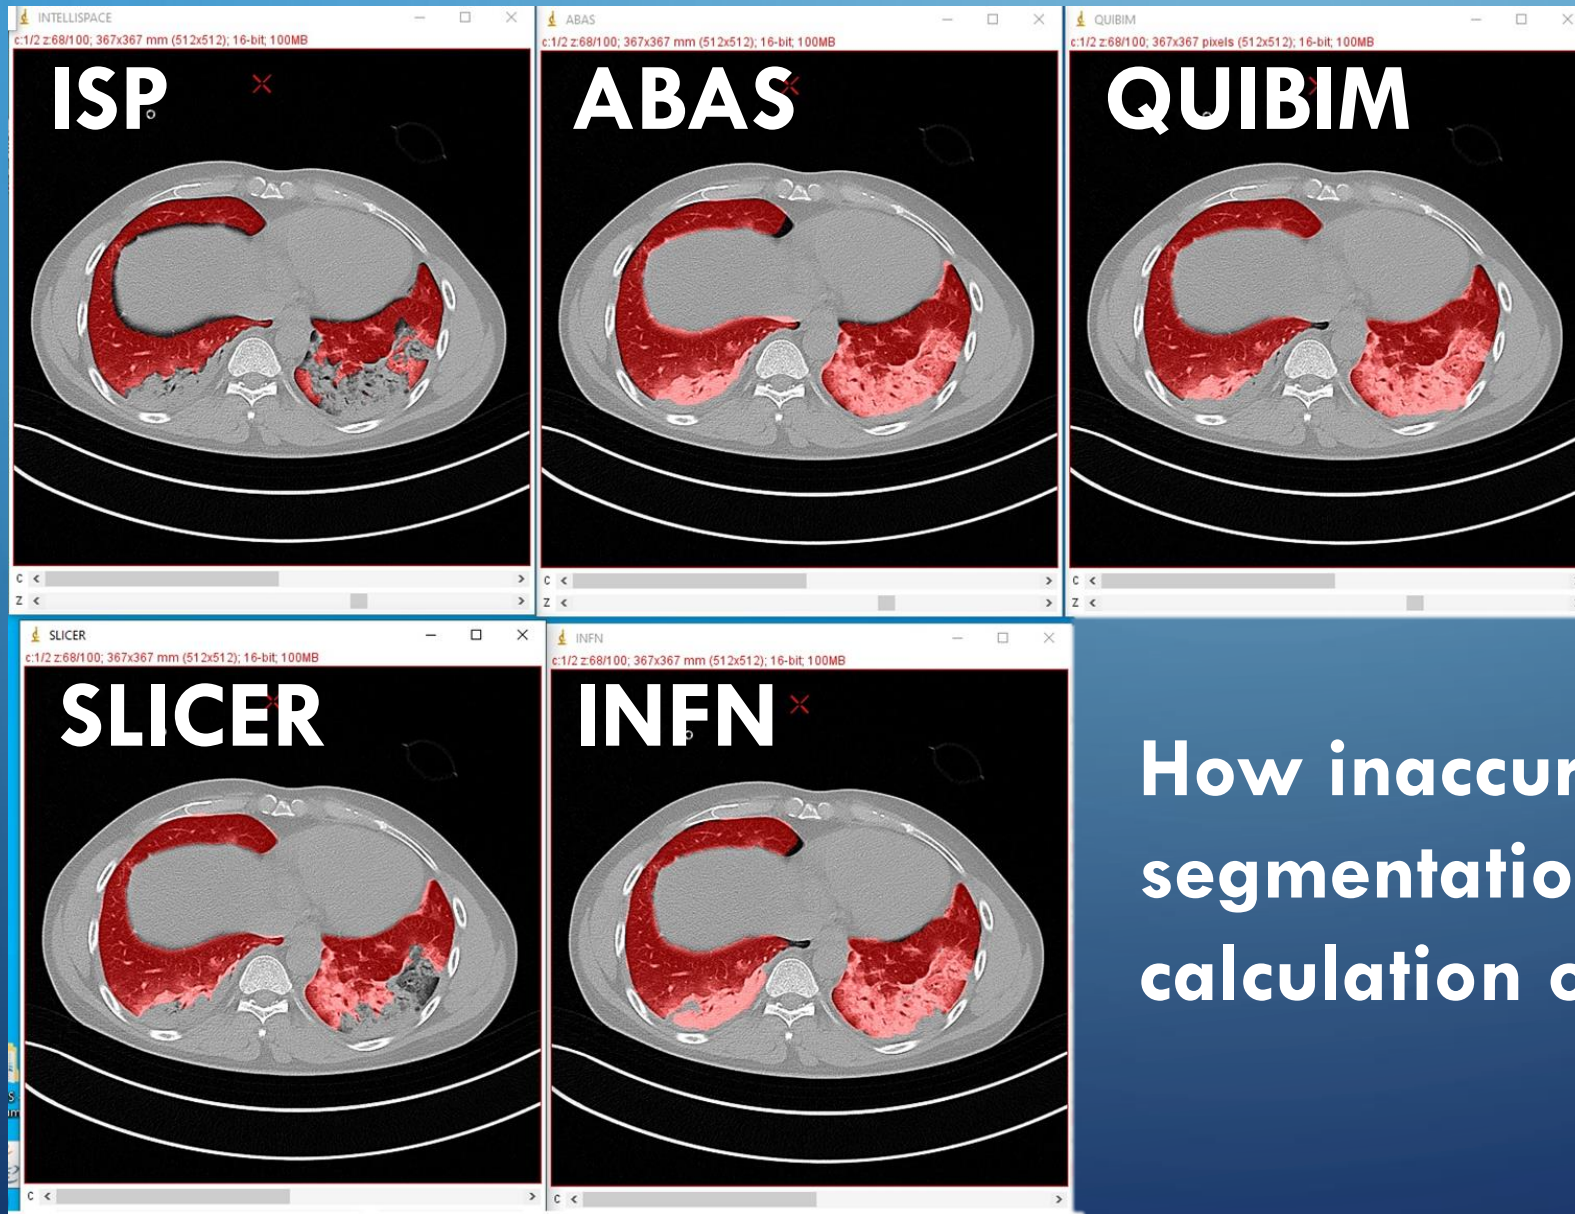 INTELLISPACE
c:1/2 z:68/100; 367x367 mm (512x512); 16-bit; 100MB
ISP
C
Z
ABAS
c:1/2 z:68/100; 367x367 mm (512x512); 16-bit; 100MB
ABAS
C
Z
QUIBIM
c:1/2 z:68/100; 367x367 pixels (512x512); 16-bit; 100MB
QUIBIM
C
Z
SLICER
c:1/2 z:68/100; 367x367 mm (512x512); 16-bit; 100MB
SLICER
C
INFN
c:1/2 z:68/100; 367x367 mm (512x512); 16-bit; 100MB
INFN
C
How inaccur
segmentatio
calculation